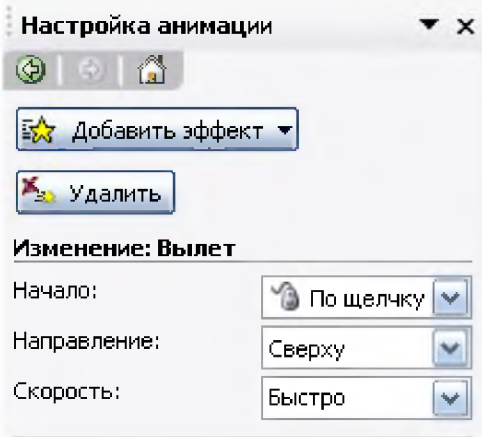 Настройка анимации
Добавить эффект
Удалить
Изменение: Вылет
Начало: По щелчку
Направление: Сверху
Скорость: Быстро